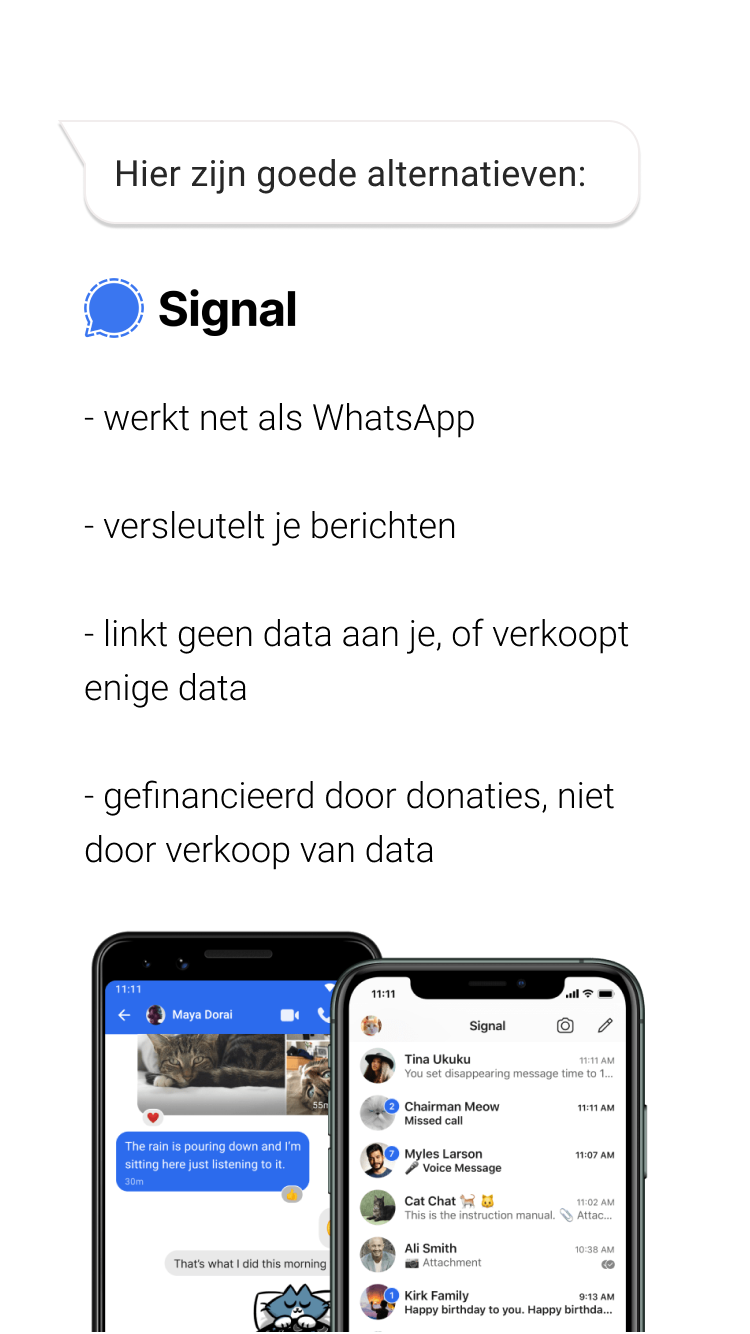 Hier zijn goede alternatieven:
Signal
- werkt net als WhatsApp
- versleutelt je berichten
- linkt geen data aan je, of verkoopt
enige data
- gefinancieerd door donaties, niet
door verkoop van data
11:11
Maya Dorai
55m
The rain is pouring down and I'm
sitting here just listening to it.
30m
That's what I did this morning
11:11
Signal
Tina Ukuku 11:11 AM
You set disappearing message time to 1...
2 Chairman Meow 11:11 AM
Missed call
7 Myles Larson 11:07 AM
🎤 Voice Message
Cat Chat 🐈 🐱 11:02 AM
This is the instruction manual. 📎 Attac...
Ali Smith 10:38 AM
📷 Attachment
1 Kirk Family 9:13 AM
Happy birthday to you. Happy birthda...